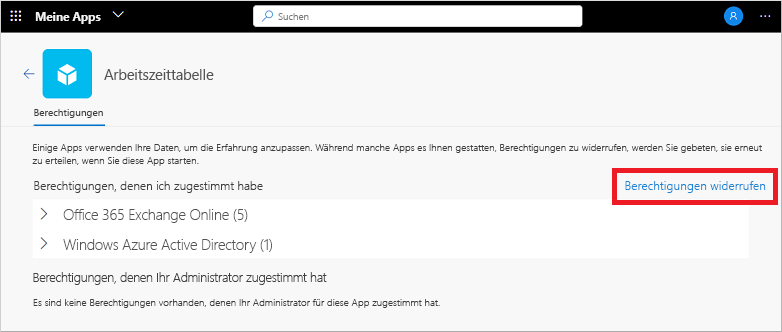 Meine Apps
Suchen
Arbeitszeittabelle
Berechtigungen
Einige Apps verwenden Ihre Daten, um die Erfahrung anzupassen. Während manche Apps es Ihnen gestatten, Berechtigungen zu widerrufen, werden Sie gebeten, sie erneut
zu erteilen, wenn Sie diese App starten.
Berechtigungen, denen ich zugestimmt habe
Berechtigungen widerrufen
Office 365 Exchange Online (5)
Windows Azure Active Directory (1)
Berechtigungen, denen Ihr Administrator zugestimmt hat
Es sind keine Berechtigungen vorhanden, denen Ihr Administrator für diese App zugestimmt hat.